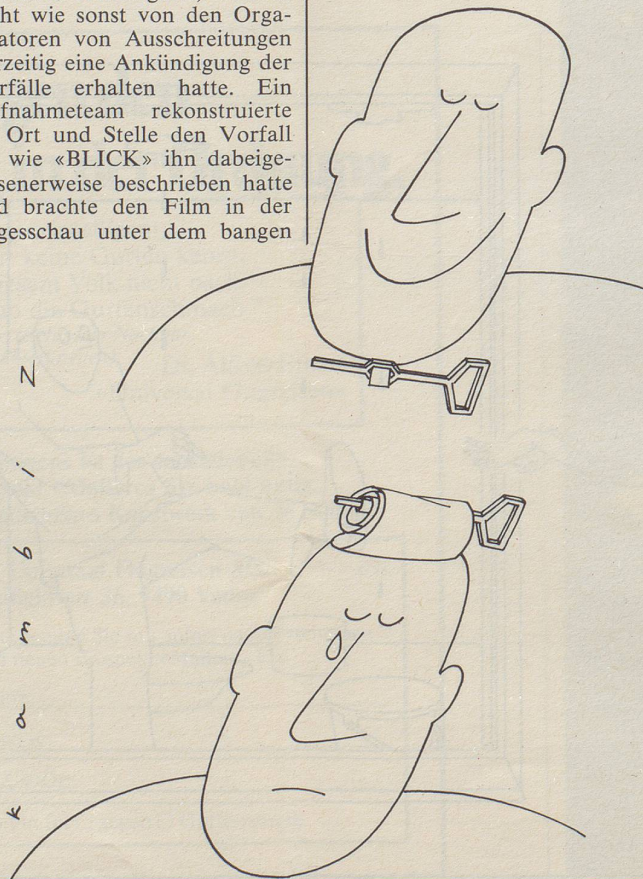 ht wie sonst von den Orga-
atoren von Ausschreitungen
rzeitig eine Ankündigung der
rfälle erhalten hatte. Ein
fnahmeteam rekonstruierte
Ort und Stelle den Vorfall
wie «BLICK» ihn dabeige-
senerweise beschrieben hatte
d brachte den Film in der
gesschau unter dem bangen
kambiz